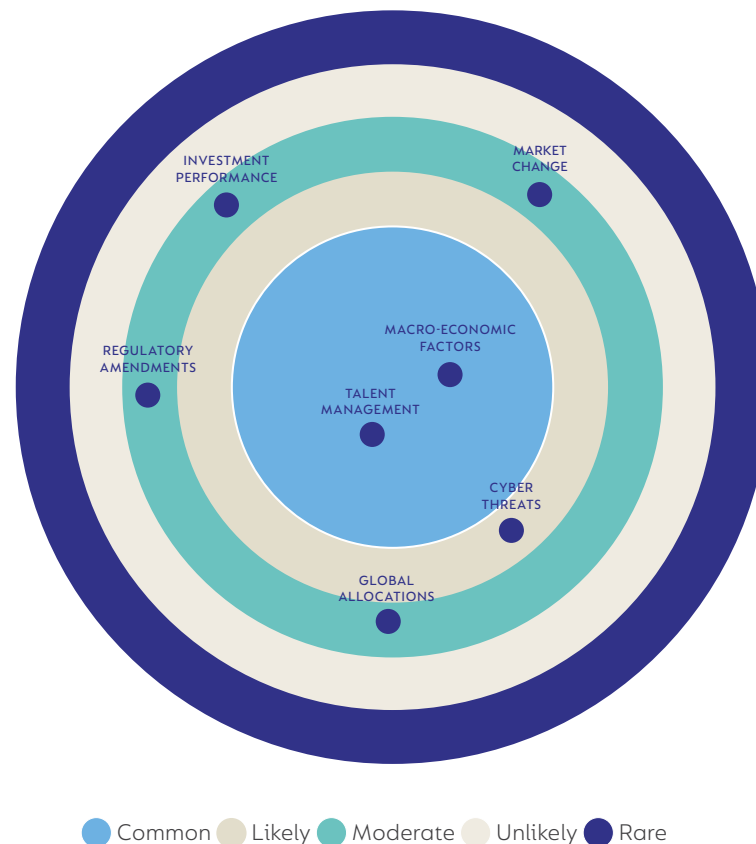 MARKET
CHANGE
INVESTMENT
PERFORMANCE
MACRO-ECONOMIC
FACTORS
REGULATORY
AMENDMENTS
TALENT
MANAGEMENT
CYBER
THREATS
GLOBAL
ALLOCATIONS
Common Likely Moderate Unlikely Rare